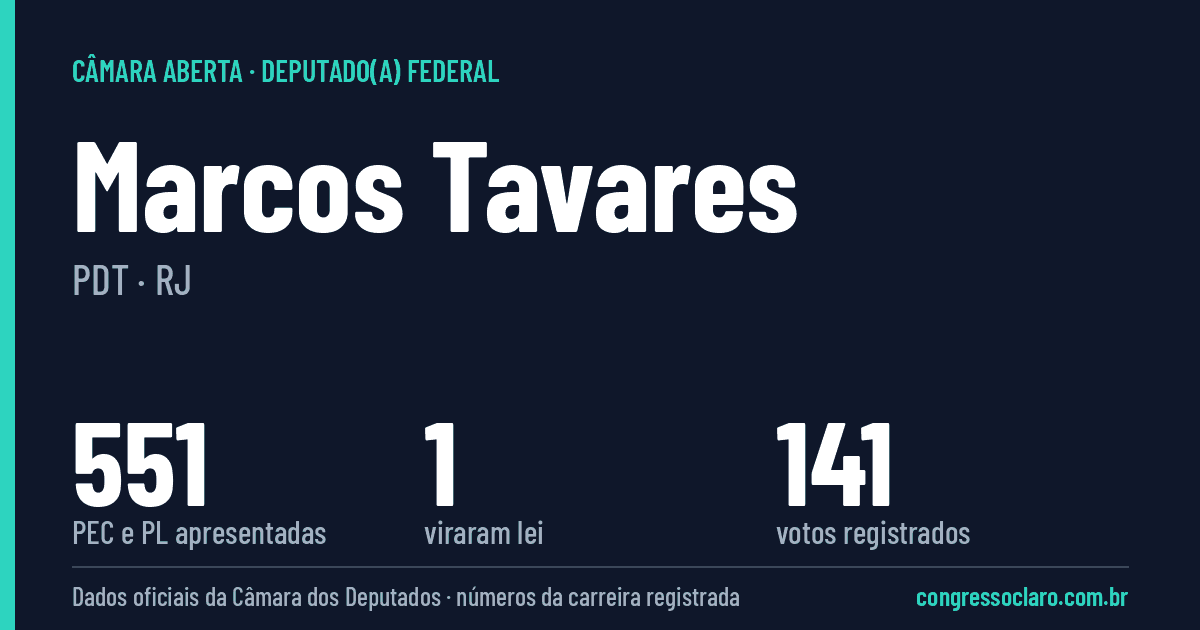 CÂMARA ABERTA · DEPUTADO(A) FEDERAL
Marcos Tavares
PDT · RJ
551 1 141
PEC e PL apresentadas viraram lei votos registrados
Dados oficiais da Câmara dos Deputados · números da carreira registrada congressoclaro.com.br